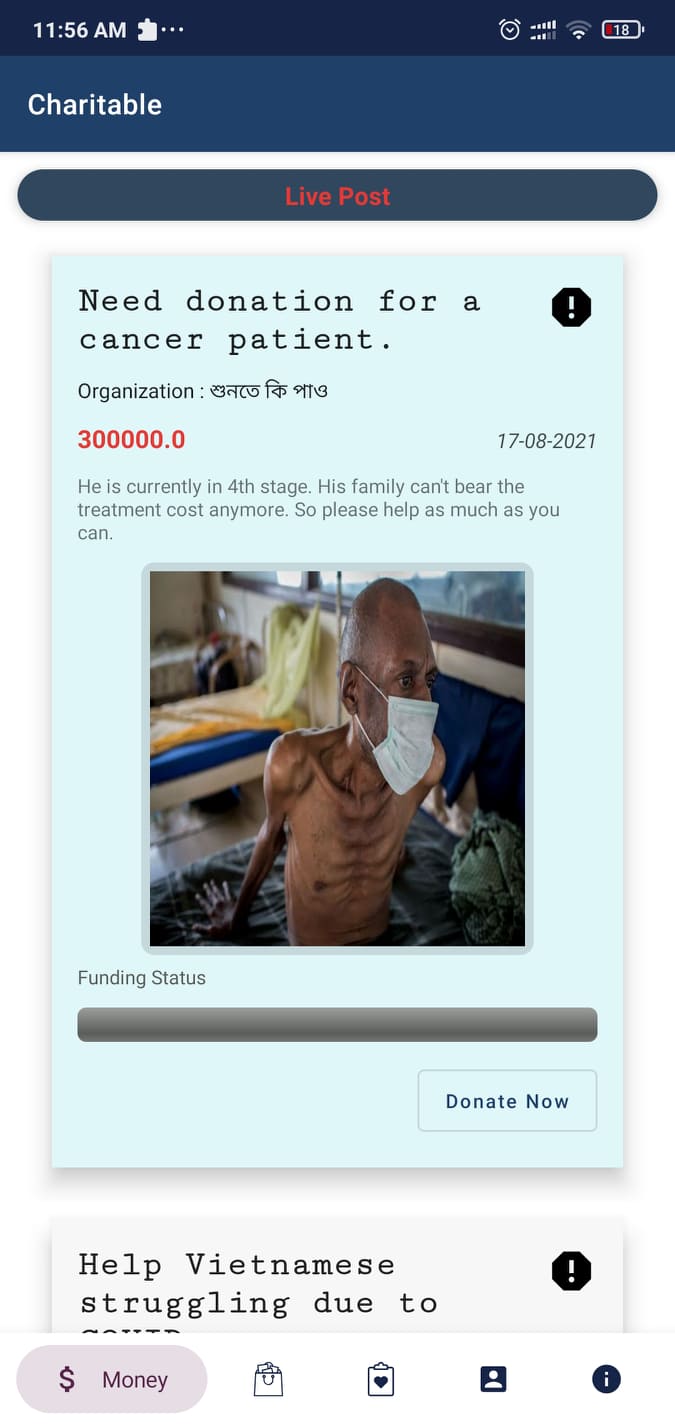 11:56 AM
18
Charitable
Live Post
Need donation for a
cancer patient.
Organization : শুনতে কি পাও
300000.0
17-08-2021
He is currently in 4th stage. His family can't bear the
treatment cost anymore. So please help as much as you
can.
Funding Status
Donate Now
Help Vietnamese
struggling due to
$ Money